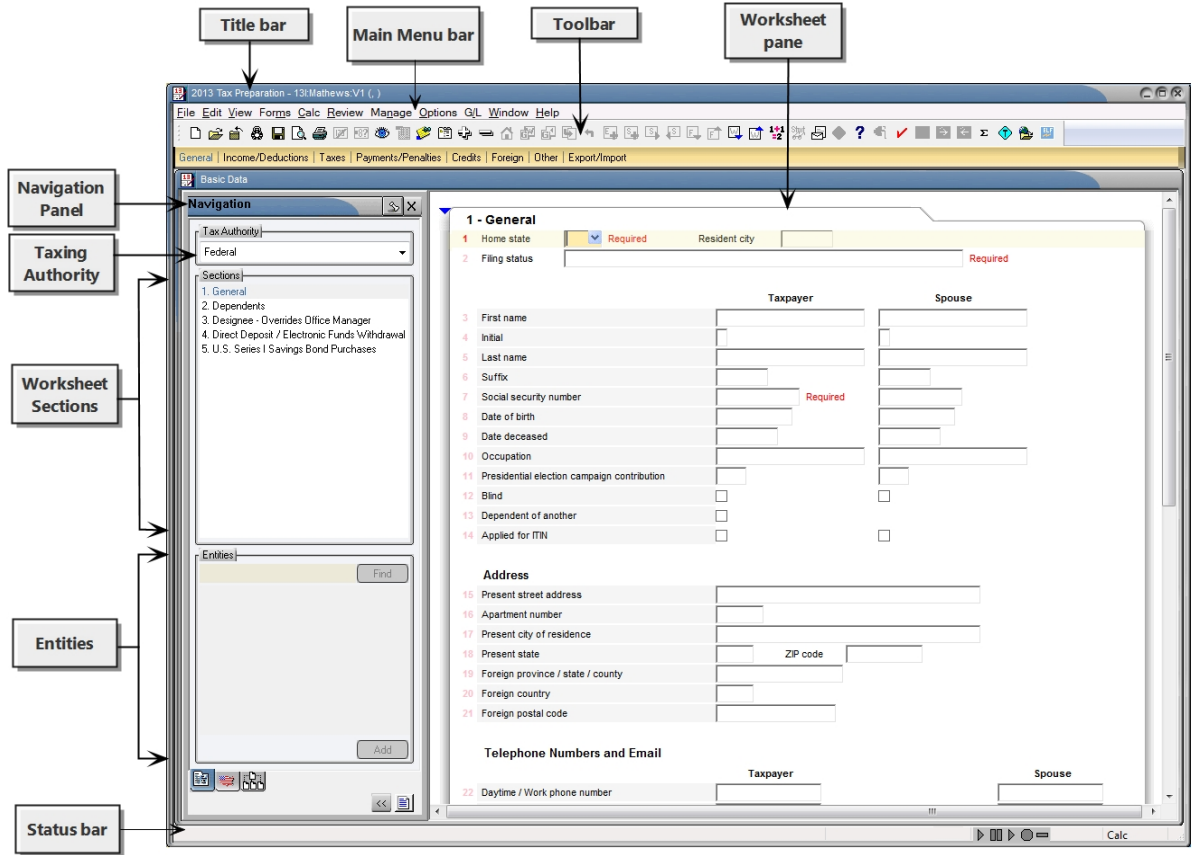 Title bar
Main Menu bar
Toolbar
Worksheet
pane
2013 Tax Preparation - 13I:Mathews:V1 (, )
File Edit View Forms Calc Review Manage Options G/L Window Help
General | Income/Deductions | Taxes | Payments/Penalties | Credits | Foreign | Other | Export/Import
Basic Data
Navigation
Panel
Navigation
Taxing
Authority
Tax Authority
Federal
Sections
1. General
2. Dependents
3. Designee - Overrides Office Manager
4. Direct Deposit / Electronic Funds Withdrawal
5. U.S. Series I Savings Bond Purchases
Worksheet
Sections
Entities
Entities
Find
Add
Status bar
1 - General
1 Home state Required Resident city
2 Filing status Required
Taxpayer Spouse
3 First name
4 Initial
5 Last name
6 Suffix
7 Social security number Required
8 Date of birth
9 Date deceased
10 Occupation
11 Presidential election campaign contribution
12 Blind
13 Dependent of another
14 Applied for ITIN
Address
15 Present street address
16 Apartment number
17 Present city of residence
18 Present state ZIP code
19 Foreign province / state / county
20 Foreign country
21 Foreign postal code
Telephone Numbers and Email
Taxpayer Spouse
22 Daytime / Work phone number
Calc